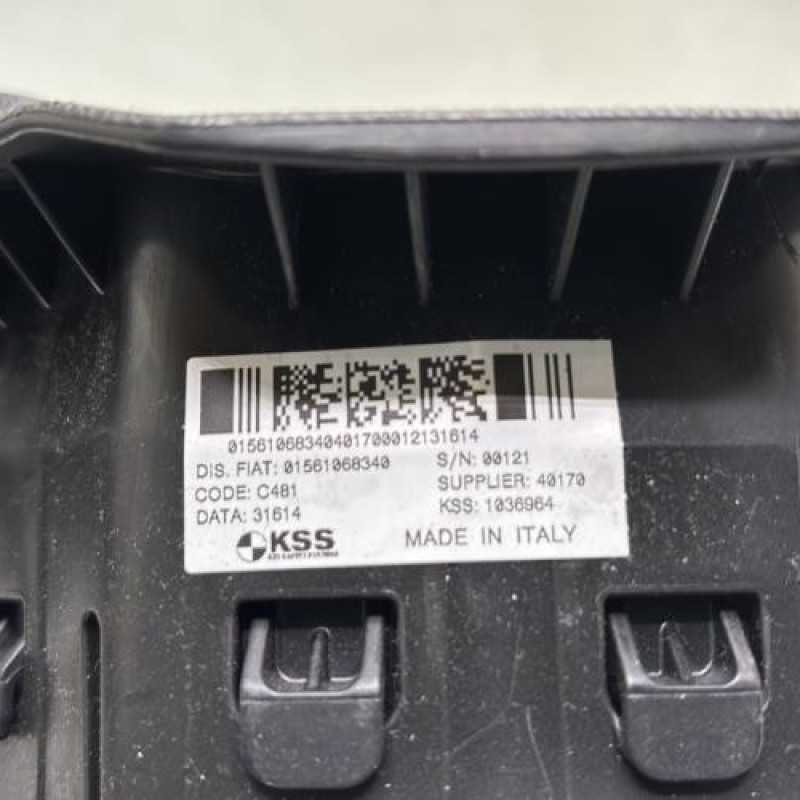 01561068340401700012131614
DIS. FIAT: 01561068340 S/N: 00121
CODE: C481 SUPPLIER: 40170
DATA: 31614 KSS: 1036964
KSS MADE IN ITALY